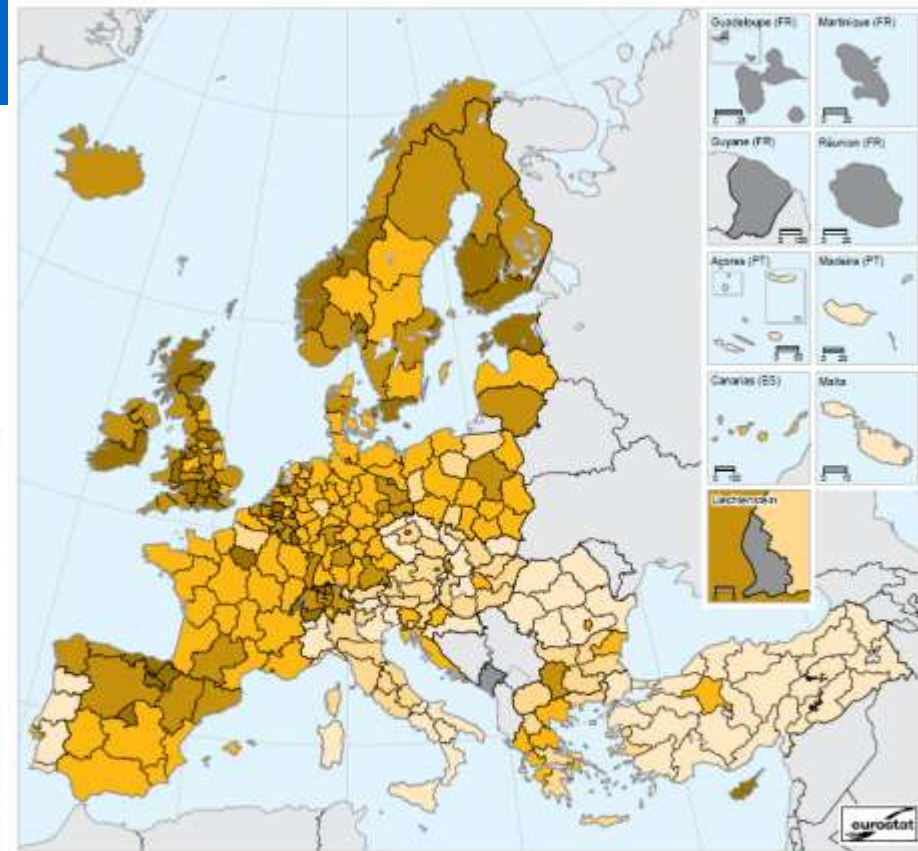 Guadeloupe (FR)
Martinique (FR)
Guyane (FR)
Réunion (FR)
Açores (PT)
Madeira (PT)
Canarias (ES)
Malta
Liechtenstein
eurostat